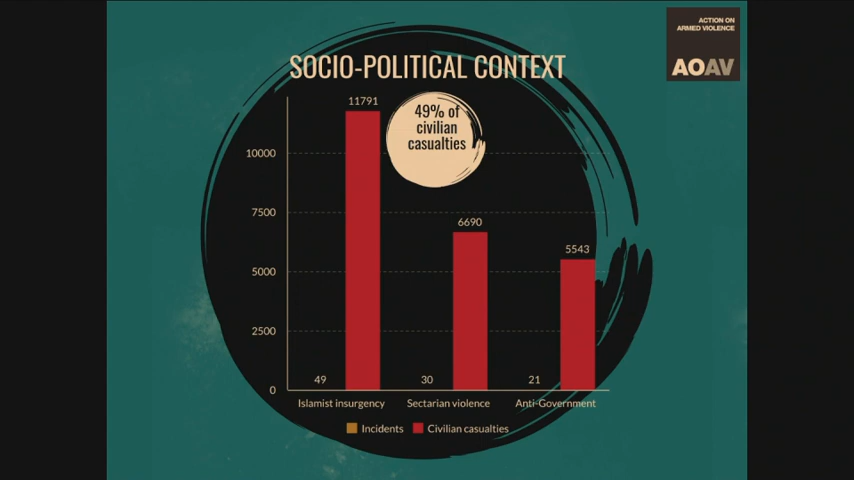 ACTION ON
ARMED VIOLENCE
AOAV
SOCIO-POLITICAL CONTEXT
11791
49% of
civilian
casualties
10000
7500
6690
5543
5000
2500
49
30
21
0
Islamist insurgency
Sectarian violence
Anti-Government
Incidents
Civilian casualties